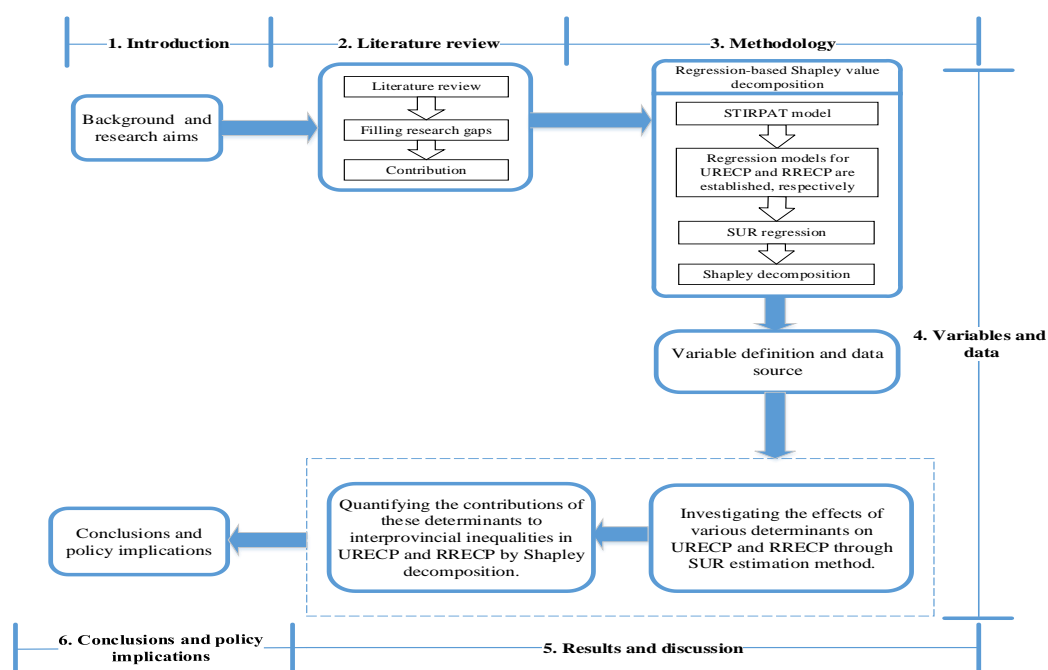 1. Introduction
2. Literature review
3. Methodology
Background and
research aims
Literature review
Filling research gaps
Contribution
Regression-based Shapley value
decomposition
STIRPAT model
Regression models for
URECP and RRECP are
established, respectively
SUR regression
Shapley decomposition
4. Variables and
data
Variable definition and data
source
Investigating the effects of
various determinants on
URECP and RRECP through
SUR estimation method.
Quantifying the contributions of
these determinants to
interprovincial inequalities in
URECP and RRECP by Shapley
decomposition.
Conclusions and
policy implications
6. Conclusions and policy
implications
5. Results and discussion